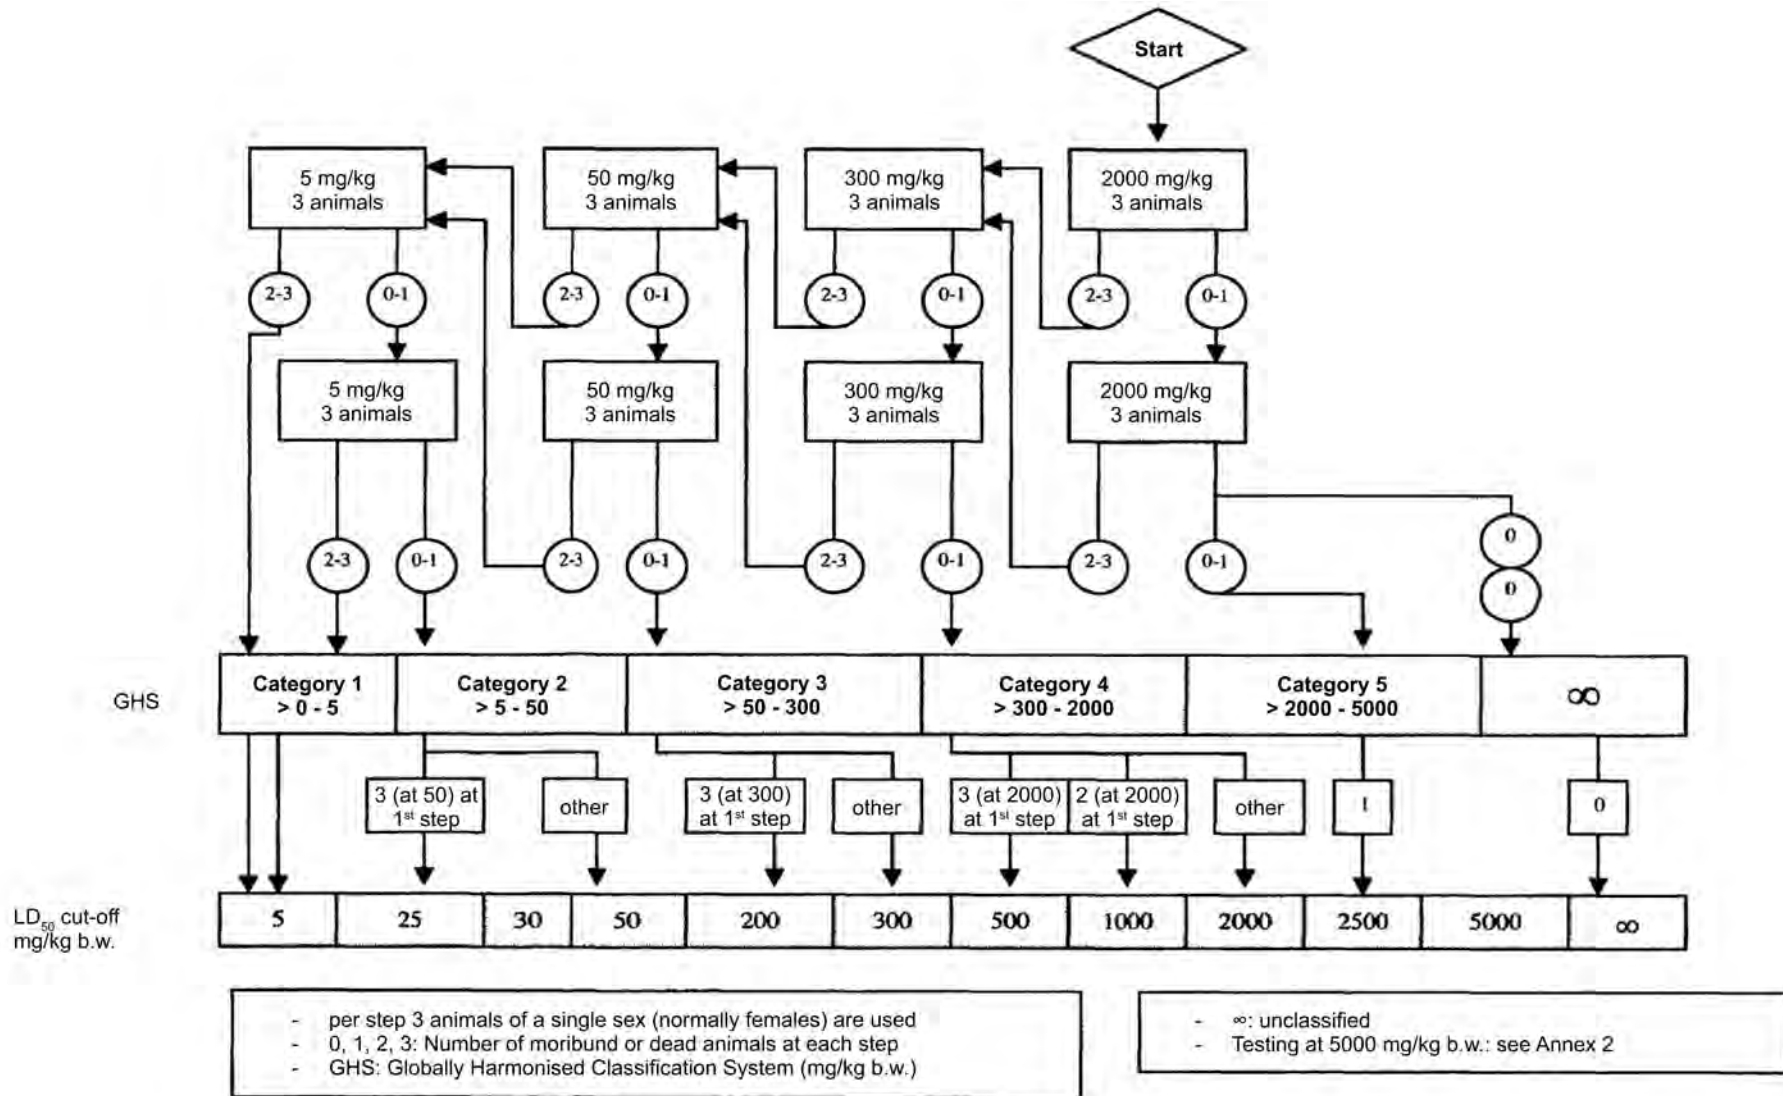 Start
5 mg/kg
3 animals
50 mg/kg
3 animals
300 mg/kg
3 animals
2000 mg/kg
3 animals
2-3
0-1
2-3
0-1
2-3
0-1
2-3
0-1
5 mg/kg
3 animals
50 mg/kg
3 animals
300 mg/kg
3 animals
2000 mg/kg
3 animals
2-3
0-1
2-3
0-1
2-3
0-1
2-3
0-1
0
0
GHS
Category 1
> 0 - 5
Category 2
> 5 - 50
Category 3
> 50 - 300
Category 4
> 300 - 2000
Category 5
> 2000 - 5000
∞
3 (at 50) at
1st step
other
3 (at 300)
at 1st step
other
3 (at 2000)
at 1st step
2 (at 2000)
at 1st step
other
1
0
LD50 cut-off
mg/kg b.w.
5
25
30
50
200
300
500
1000
2000
2500
5000
∞
- per step 3 animals of a single sex (normally females) are used
- 0, 1, 2, 3: Number of moribund or dead animals at each step
- GHS: Globally Harmonised Classification System (mg/kg b.w.)
- ∞: unclassified
- Testing at 5000 mg/kg b.w.: see Annex 2